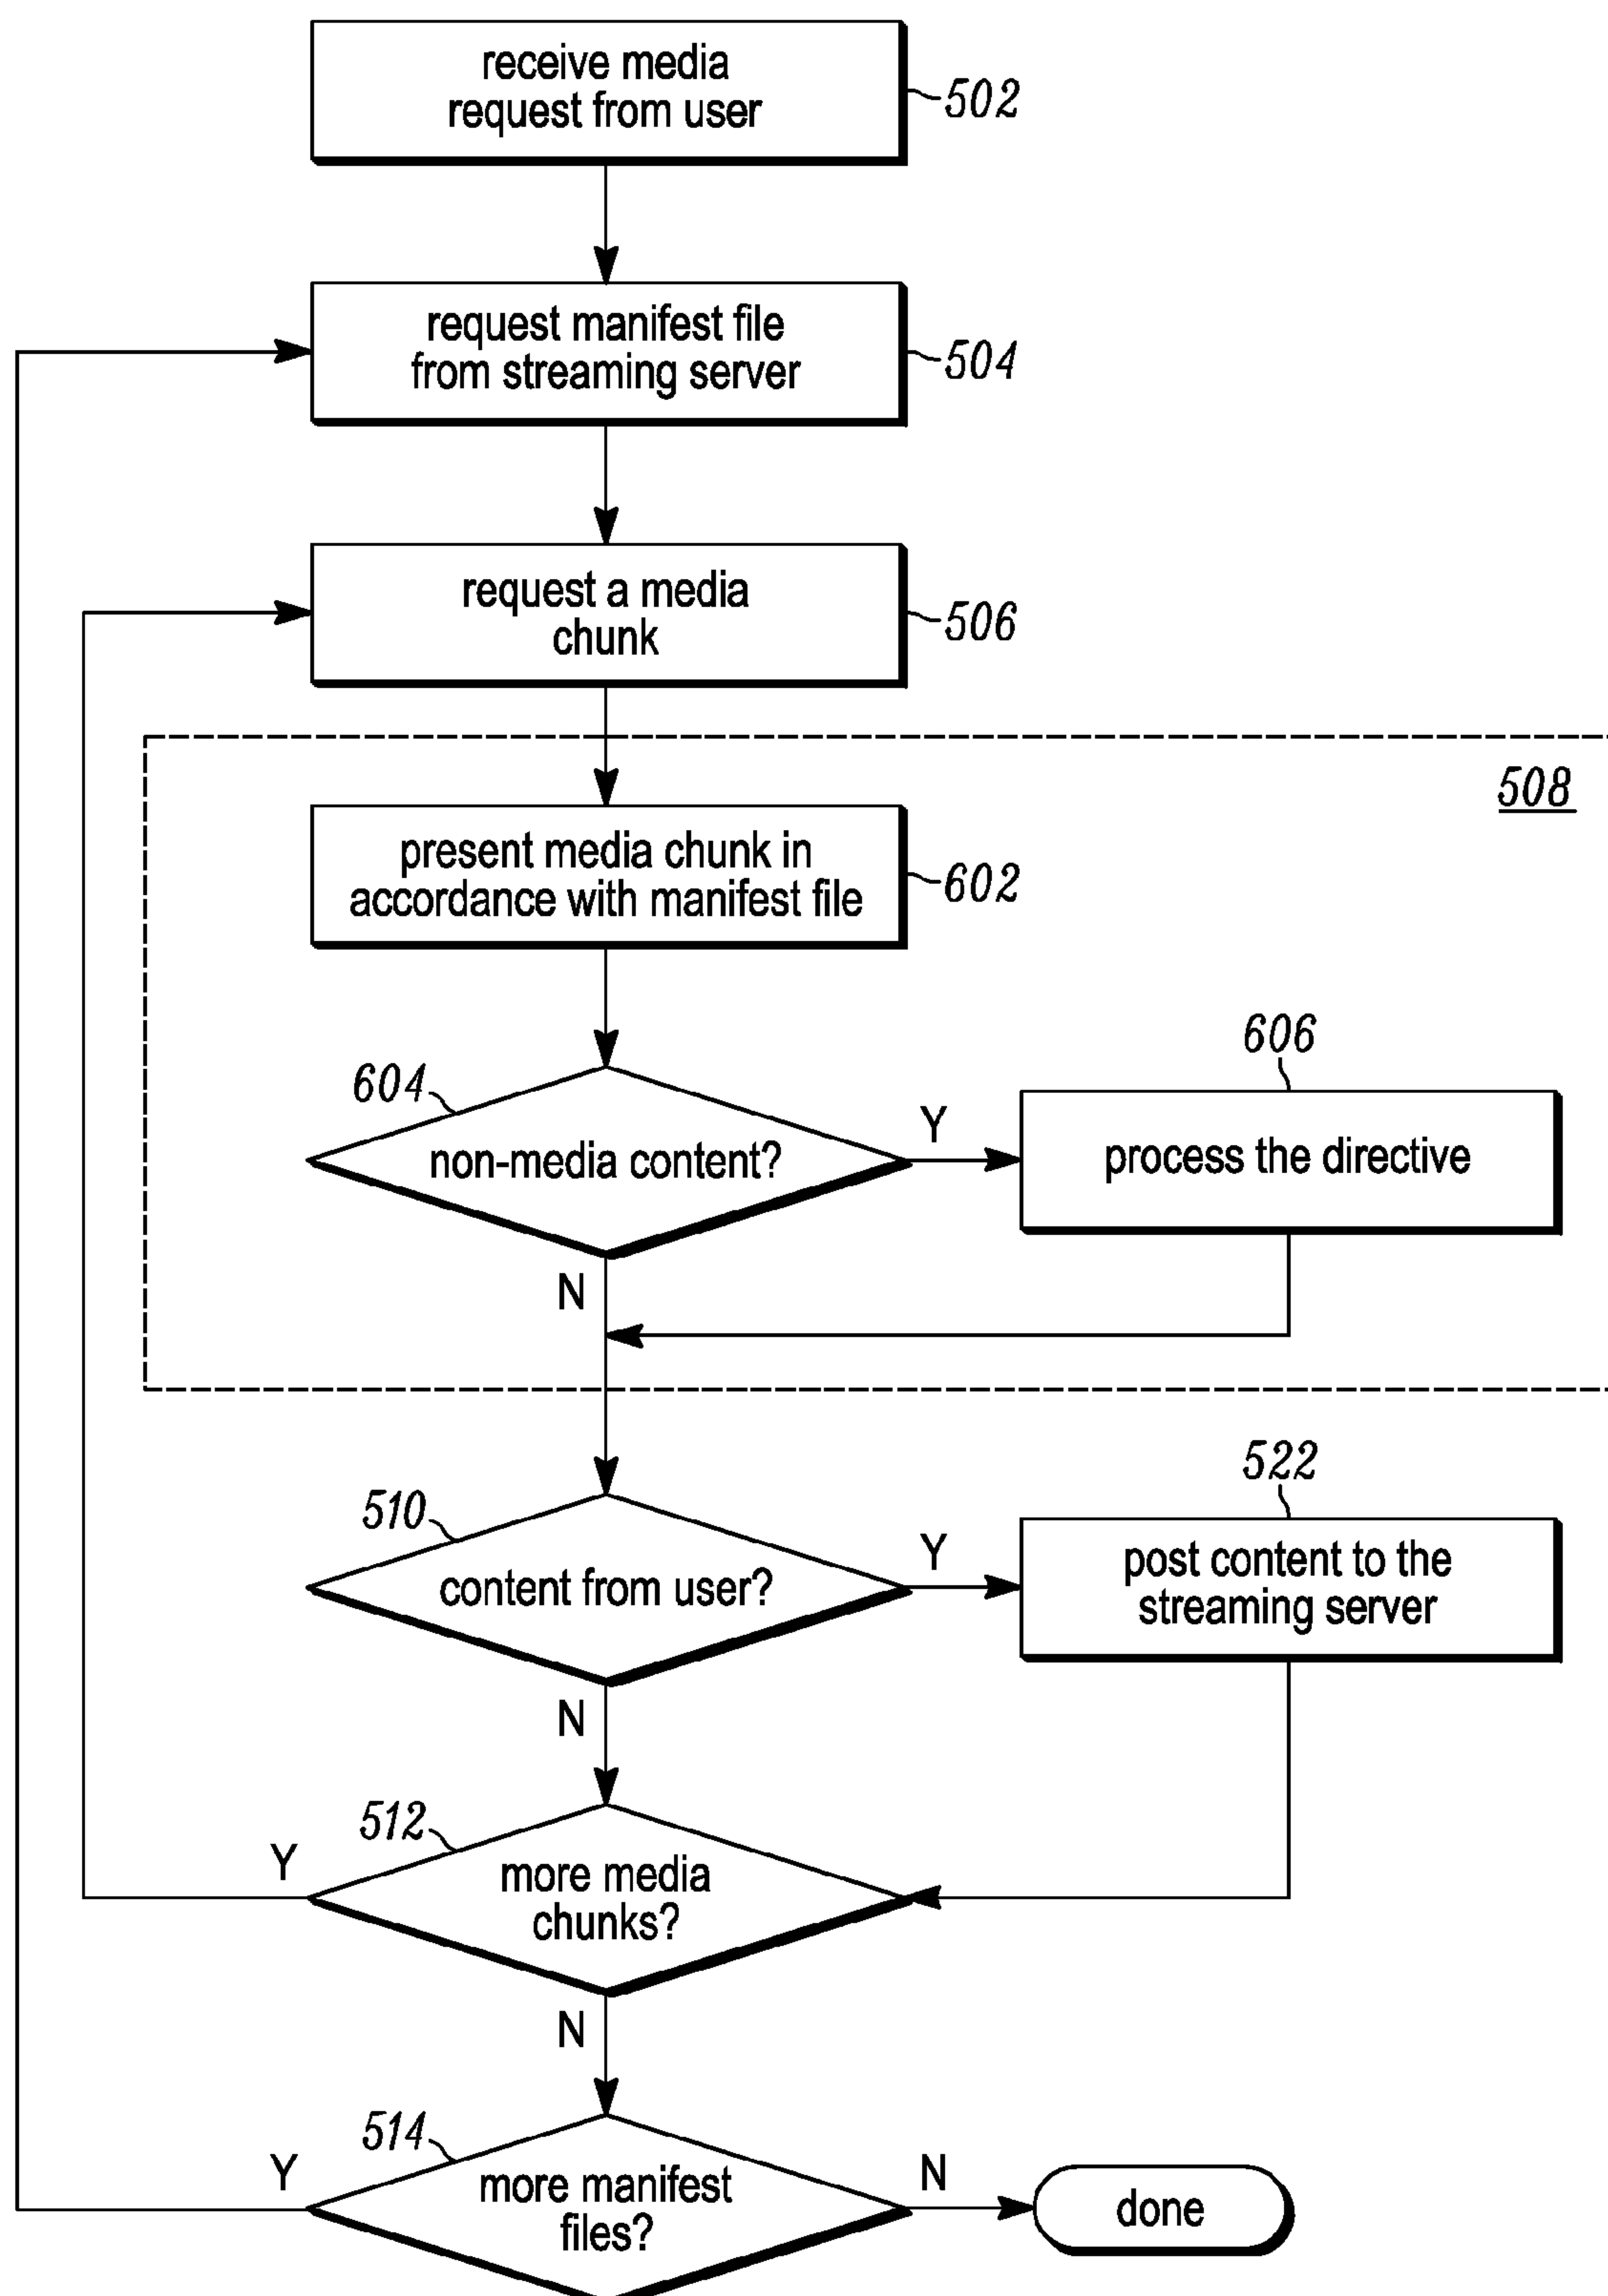 receive media
request from user
502
request manifest file
from streaming server
504
request a media
chunk
506
508
present media chunk in
accordance with manifest file
602
606
604
non-media content?
Y
process the directive
N
522
510
content from user?
Y
post content to the
streaming server
N
512
Y
more media
chunks?
N
514
Y
more manifest
files?
N
done